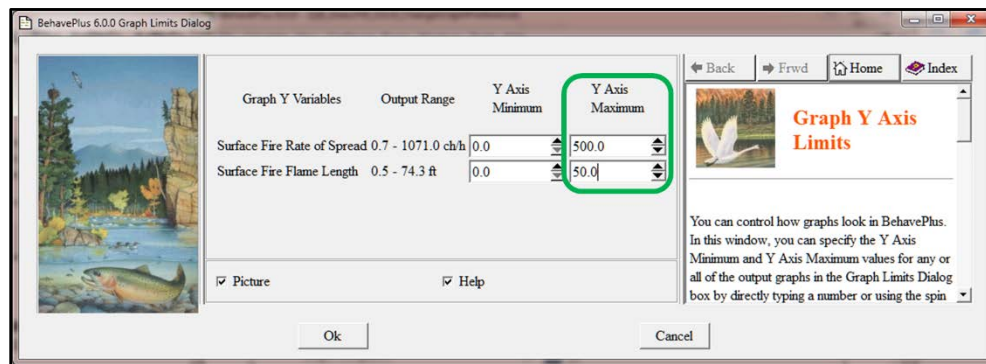 BehavePlus 6.0.0 Graph Limits Dialog
Graph Y Variables Output Range Y Axis Minimum Y Axis Maximum
Surface Fire Rate of Spread 0.7 - 1071.0 ch/h 0.0 500.0
Surface Fire Flame Length 0.5 - 74.3 ft 0.0 50.0
Picture Help
Back Frwd Home Index
Graph Y Axis
Limits
You can control how graphs look in BehavePlus.
In this window, you can specify the Y Axis
Minimum and Y Axis Maximum values for any or
all of the output graphs in the Graph Limits Dialog
box by directly typing a number or using the spin
Ok Cancel